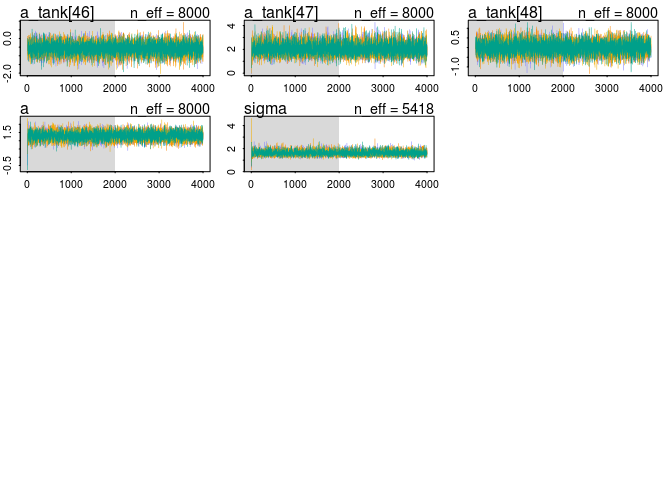 a_tank[46] n_eff = 8000
a_tank[47] n_eff = 8000
a_tank[48] n_eff = 8000
0.0
-2.0
0 1000 2000 3000 4000
4
2
0
0 1000 2000 3000 4000
0.5
-1.0
0 1000 2000 3000 4000
a n_eff = 8000
sigma n_eff = 5418
1.5
-0.5
0 1000 2000 3000 4000
4
2
0
0 1000 2000 3000 4000